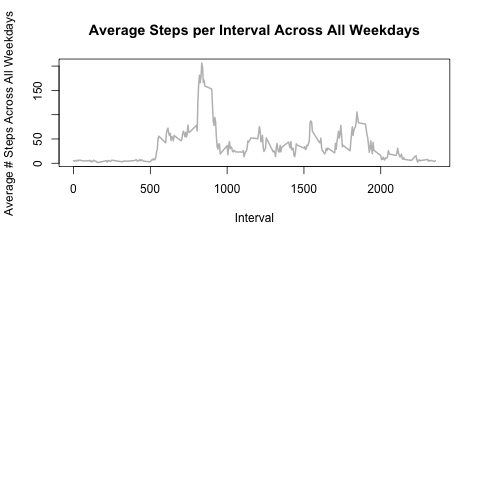 Average Steps per Interval Across All Weekdays
Average # Steps Across All Weekdays
150
50
0
0 500 1000 1500 2000
Interval